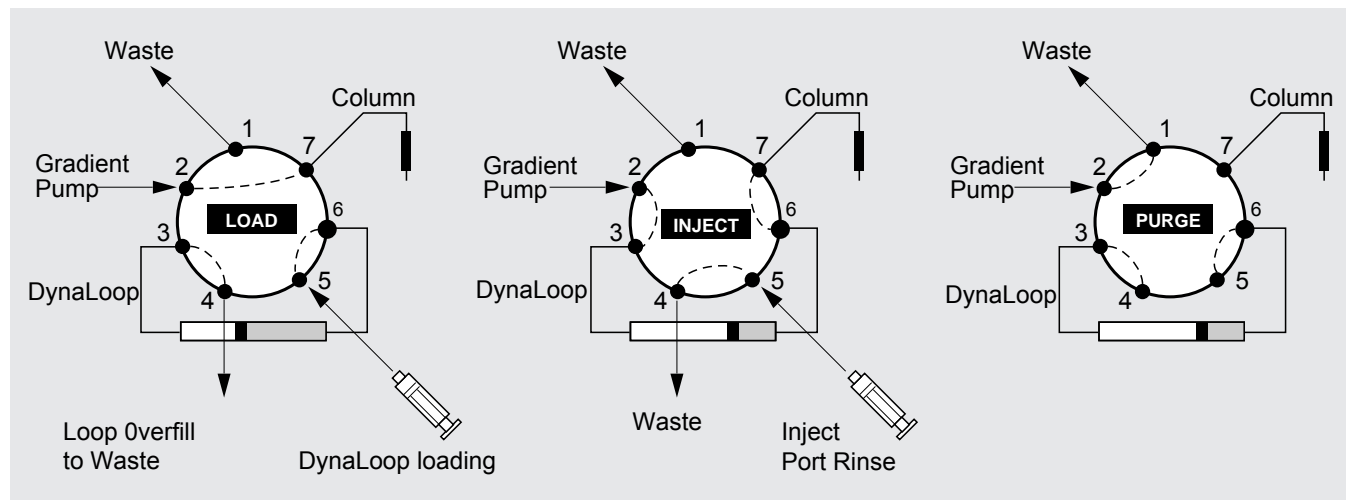 Waste
Column
1
7
Gradient
Pump
2
6
LOAD
3
DynaLoop
4
5
Loop 0verfill
to Waste
DynaLoop loading
Waste
Column
1
7
Gradient
Pump
2
6
INJECT
3
DynaLoop
4
5
Waste
Inject
Port Rinse
Waste
Column
1
7
Gradient
Pump
2
6
PURGE
3
DynaLoop
4
5